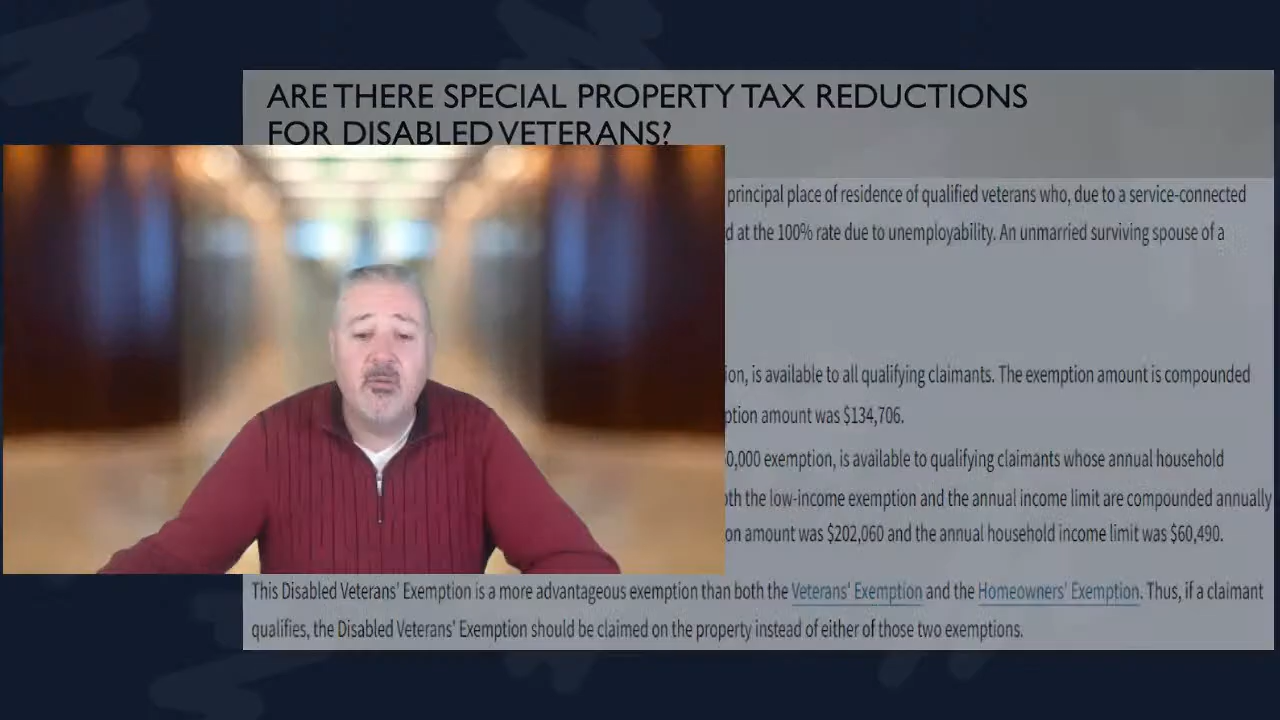 ARE THERE SPECIAL PROPERTY TAX REDUCTIONS
FOR DISABLED VETERANS?
principal place of residence of qualified veterans who, due to a service-connected
at the 100% rate due to unemployability. An unmarried surviving spouse of a
is available to all qualifying claimants. The exemption amount is compounded
amount was $134,706.
exemption, is available to qualifying claimants whose annual household
the low-income exemption and the annual income limit are compounded annually
amount was $202,060 and the annual household income limit was $60,490.
This Disabled Veterans' Exemption is a more advantageous exemption than both the Veterans' Exemption and the Homeowners' Exemption. Thus, if a claimant
qualifies, the Disabled Veterans' Exemption should be claimed on the property instead of either of those two exemptions.